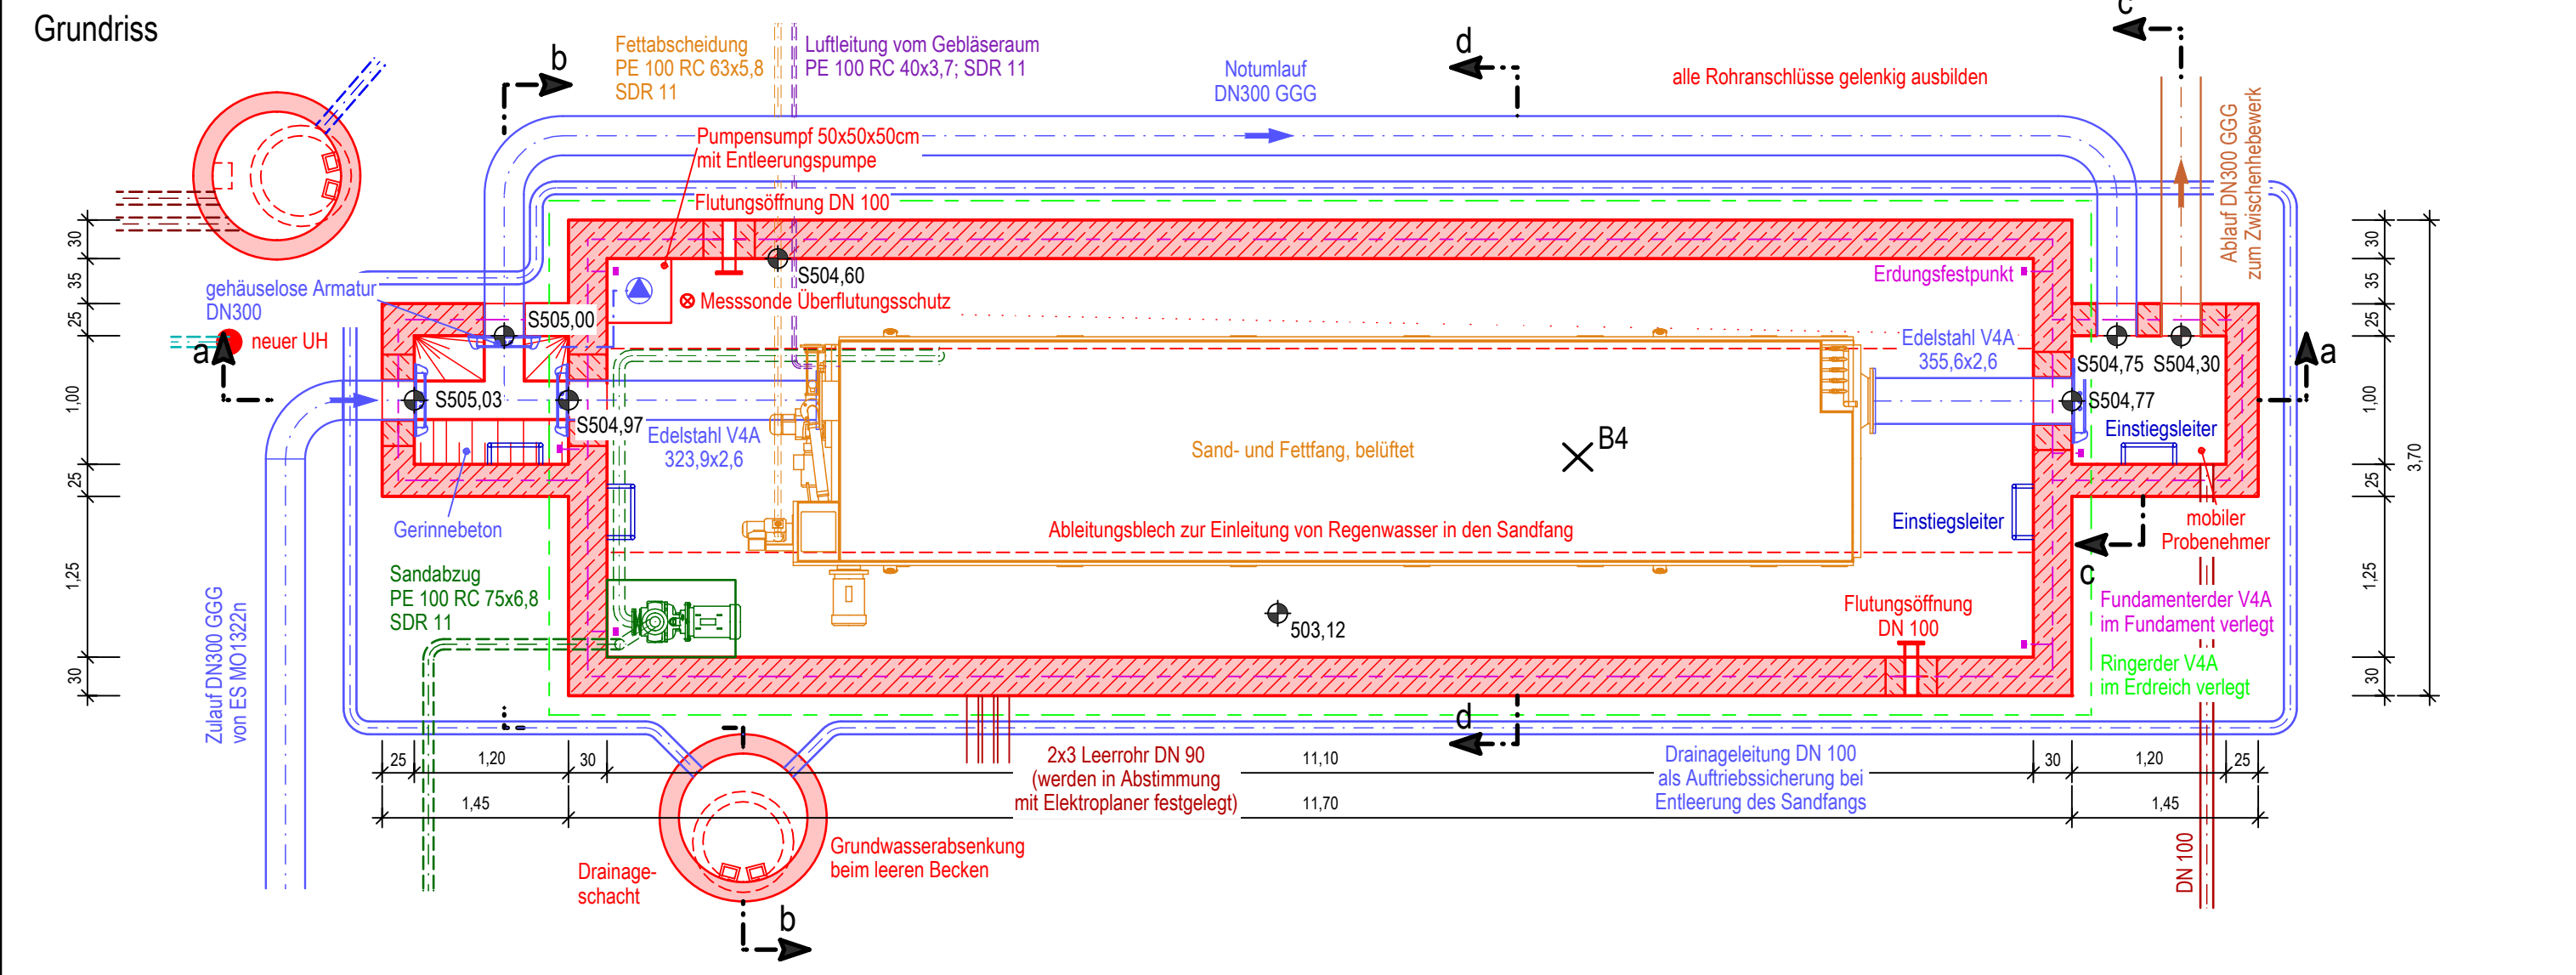 Grundriss
c
b
Fettabscheidung
PE 100 RC 63x5,8
SDR 11
Luftleitung vom Gebläseraum
PE 100 RC 40x3,7; SDR 11
d
Notumlauf
DN300 GGG
alle Rohranschlüsse gelenkig ausbilden
Ablauf DN300 GGG
zum Zwischenhebewerk
Pumpensumpf 50x50x50cm
mit Entleerungspumpe
Flutungsöffnung DN 100
30
35
25
1,00
25
1,25
30
gehäuselose Armatur
DN300
neuer UH
a
S505,00
S504,60
Messsonde Überflutungsschutz
Erdungsfestpunkt
Edelstahl V4A
355,6x2,6
S504,75
S504,30
a
S505,03
S504,97
Edelstahl V4A
323,9x2,6
Sand- und Fettfang, belüftet
B4
S504,77
Einstiegsleiter
30
35
25
1,00
25
1,25
30
3,70
Gerinnebeton
Ableitungsblech zur Einleitung von Regenwasser in den Sandfang
Einstiegsleiter
mobiler
Probenehmer
c
Sandabzug
PE 100 RC 75x6,8
SDR 11
Zulauf DN300 GGG
von ES MO1322n
503,12
Flutungsöffnung
DN 100
Fundamenterder V4A
im Fundament verlegt
Ringerder V4A
im Erdreich verlegt
d
25
1,20
30
11,10
30
1,20
25
1,45
11,70
1,45
2x3 Leerrohr DN 90
(werden in Abstimmung
mit Elektroplaner festgelegt)
Drainageleitung DN 100
als Auftriebssicherung bei
Entleerung des Sandfangs
Drainage-
schacht
Grundwasserabsenkung
beim leeren Becken
DN 100
b